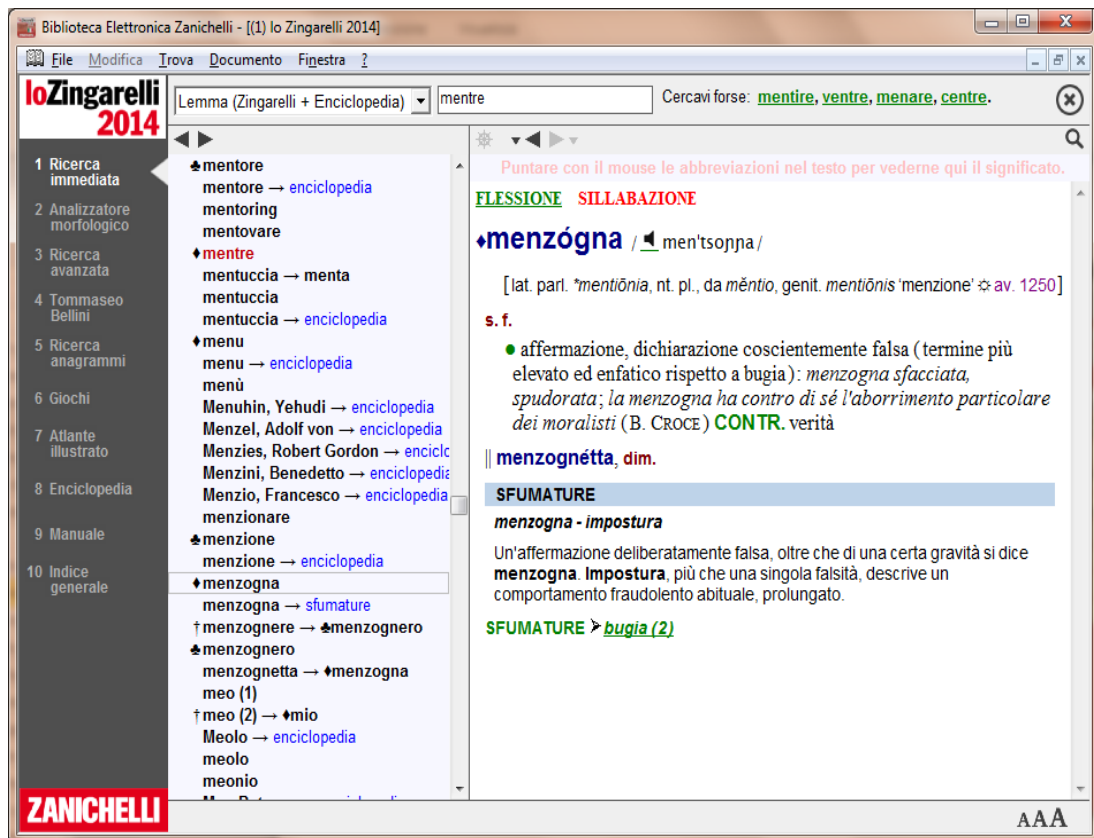 Biblioteca Elettronica Zanichelli - [(1) lo Zingarelli 2014]
File Modifica Trova Documento Finestra ?
loZingarelli
2014
Lemma (Zingarelli + Enciclopedia)
mentre
Cercavi forse: mentire, ventre, menare, centre.
1 Ricerca
immediata
2 Analizzatore
morfologico
3 Ricerca
avanzata
4 Tommaseo
Bellini
5 Ricerca
anagrammi
6 Giochi
7 Atlante
illustrato
8 Enciclopedia
9 Manuale
10 Indice
generale
ZANICHELLI
♣mentore
mentore → enciclopedia
mentoring
mentovare
♦mentre
mentuccia → menta
mentuccia
mentuccia → enciclopedia
♦menu
menu → enciclopedia
menù
Menuhin, Yehudi → enciclopedia
Menzel, Adolf von → enciclopedia
Menzies, Robert Gordon → enciclo
Menzini, Benedetto → enciclopedia
Menzio, Francesco → enciclopedia
menzionare
♣menzione
menzione → enciclopedia
♦menzogna
menzogna → sfumature
†menzognere → ♣menzognero
♣menzognero
menzognetta → ♦menzogna
meo (1)
†meo (2) → ♦mio
Meolo → enciclopedia
meolo
meonio
Puntare con il mouse le abbreviazioni nel testo per vederne qui il significato.
FLESSIONE SILLABAZIONE
♦menzógna / men'tsoɲɲa /
[lat. parl. *mentiōnia, nt. pl., da mĕntio, genit. mentiōnis 'menzione' ☼ av. 1250]
s. f.
● affermazione, dichiarazione coscientemente falsa (termine più
elevato ed enfatico rispetto a bugia): menzogna sfacciata,
spudorata; la menzogna ha contro di sé l'aborrimento particolare
dei moralisti (B. CROCE) CONTR. verità
|| menzognétta, dim.
SFUMATURE
menzogna - impostura
Un'affermazione deliberatamente falsa, oltre che di una certa gravità si dice
menzogna. Impostura, più che una singola falsità, descrive un
comportamento fraudolento abituale, prolungato.
SFUMATURE ➢ bugia (2)
AAA